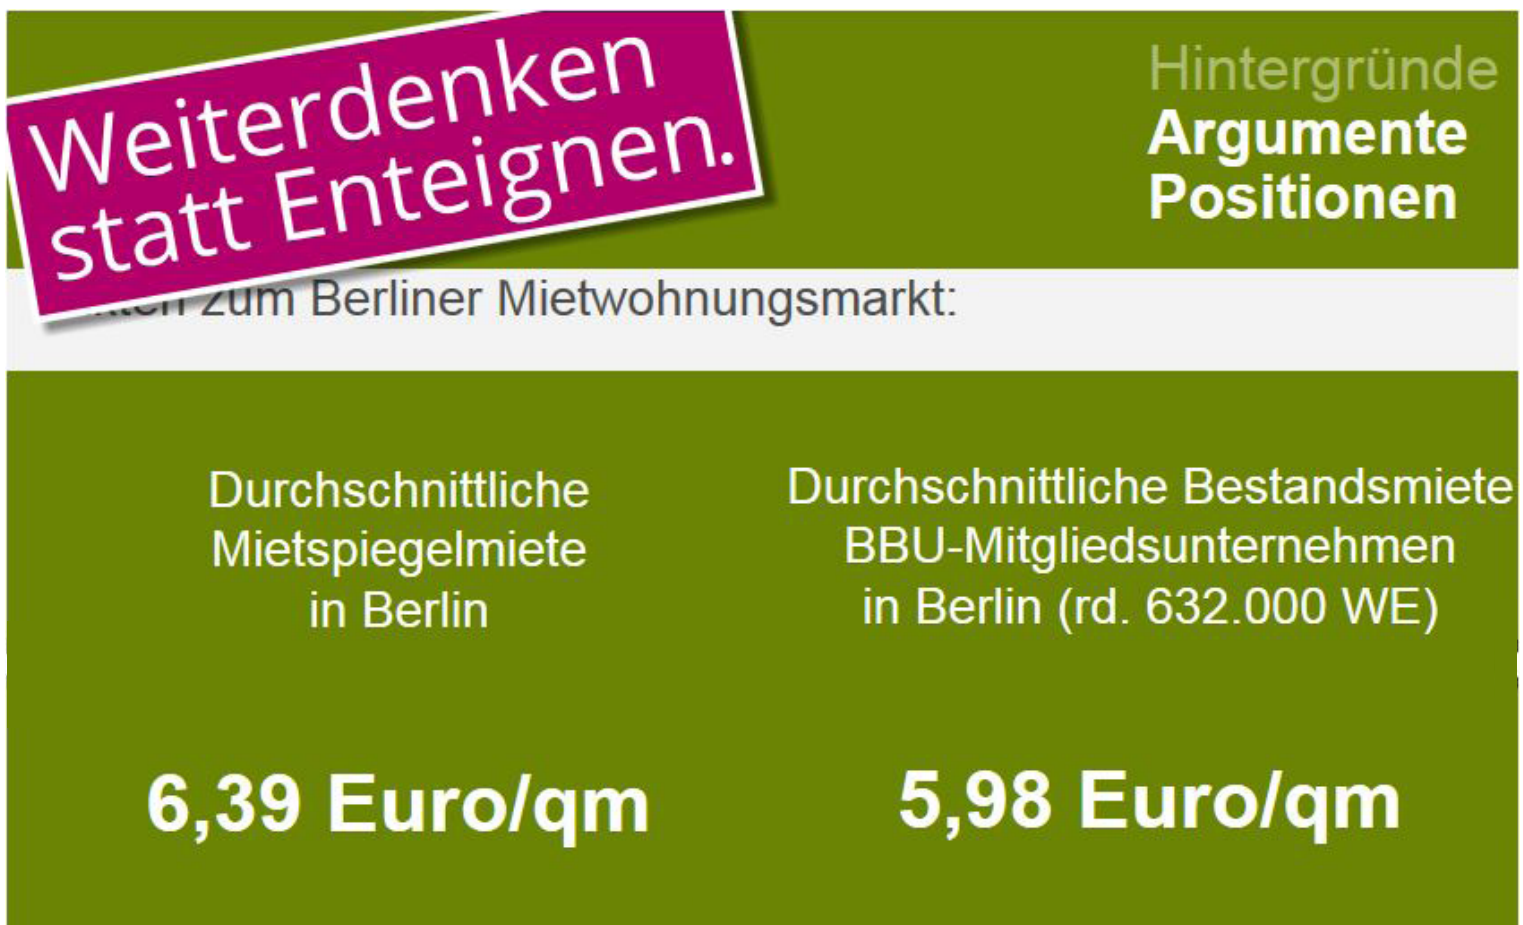 Weiterdenken
statt Enteignen.
Hintergründe
Argumente
Positionen
zum Berliner Mietwohnungsmarkt:
Durchschnittliche
Mietspiegelmiete
in Berlin
6,39 Euro/qm
Durchschnittliche Bestandsmiete
BBU-Mitgliedsunternehmen
in Berlin (rd. 632.000 WE)
5,98 Euro/qm